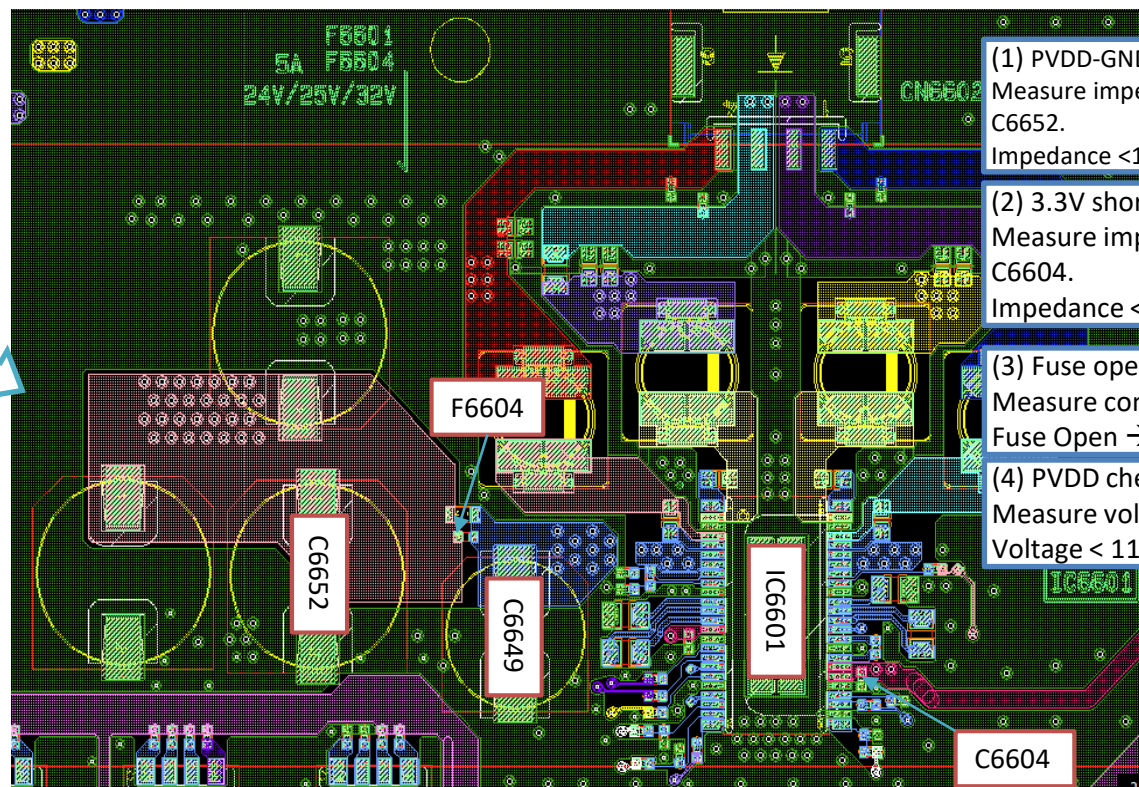 F6601
5A F6604
24V/25V/32V
CN6602
(1) PVDD-GN
Measure impe
C6652.
Impedance <1
(2) 3.3V shor
Measure imp
C6604.
Impedance <
(3) Fuse ope
Measure con
Fuse Open →
(4) PVDD che
Measure vol
Voltage < 11
F6604
C6652
C6649
IC6601
IC6601
C6604